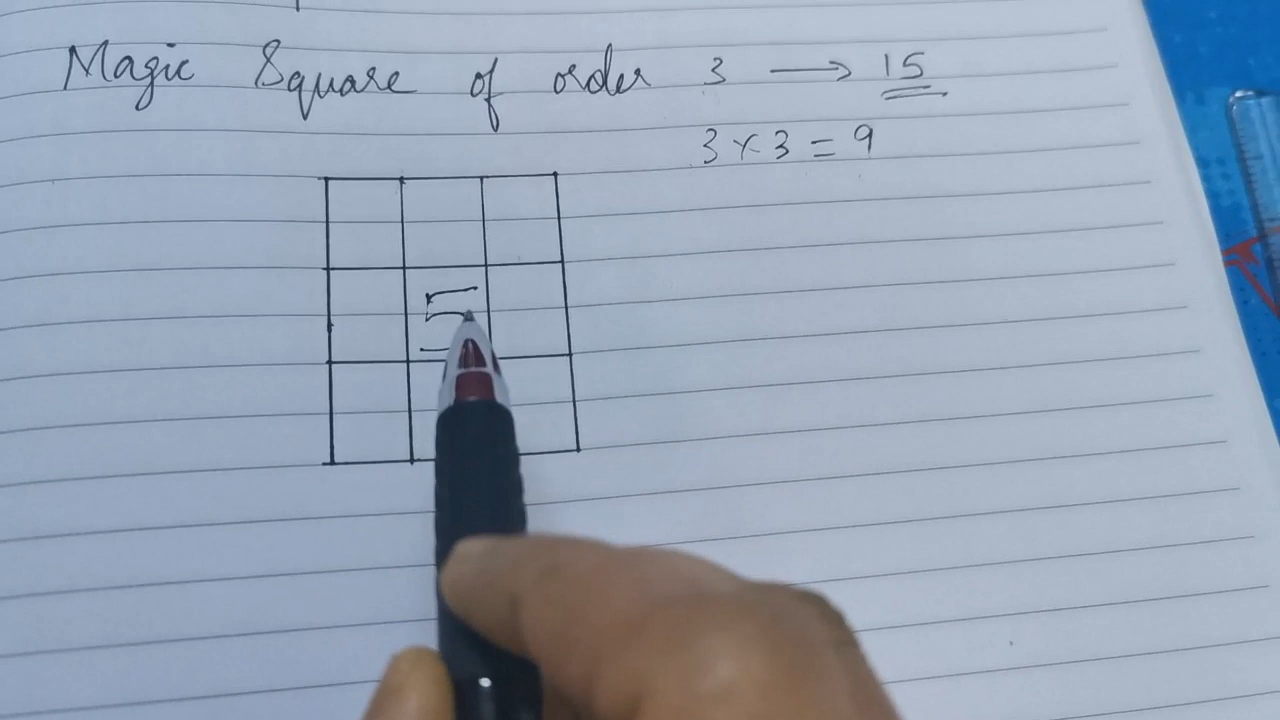 Magic Square of order 3 → 15
3 × 3 = 9
5